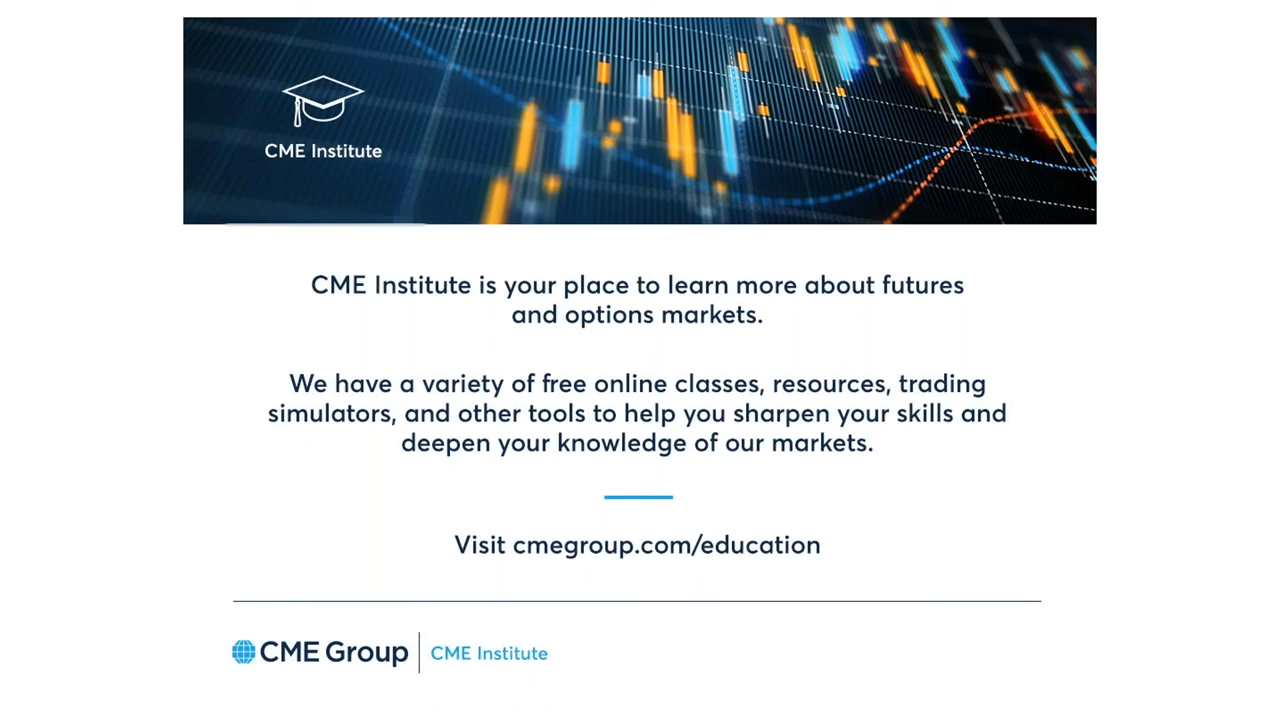 CME Institute
CME Institute is your place to learn more about futures
and options markets.
We have a variety of free online classes, resources, trading
simulators, and other tools to help you sharpen your skills and
deepen your knowledge of our markets.
Visit cmegroup.com/education
CME Group CME Institute